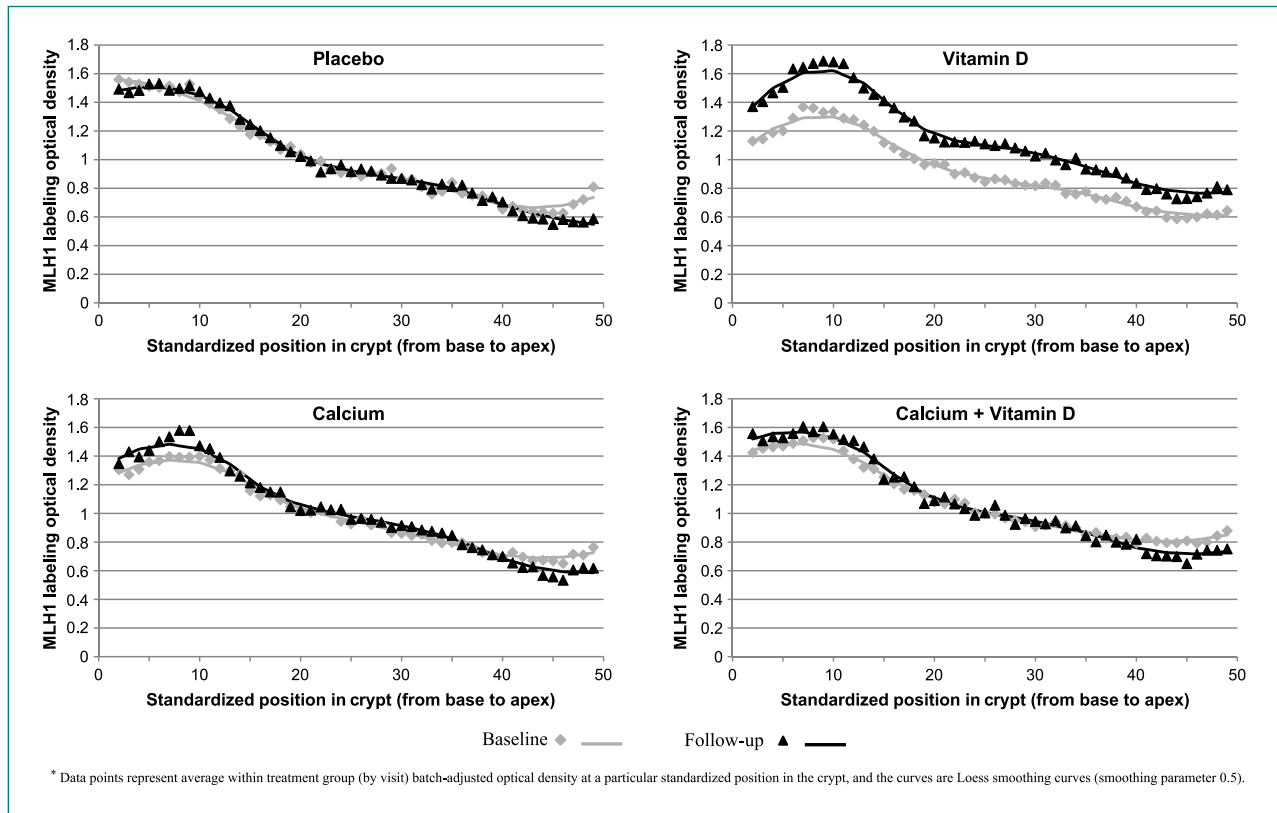 Placebo
MLH1 labeling optical density
1.8
1.6
1.4
1.2
1
0.8
0.6
0.4
0.2
0
0 10 20 30 40 50
Standardized position in crypt (from base to apex)
Vitamin D
MLH1 labeling optical density
1.8
1.6
1.4
1.2
1
0.8
0.6
0.4
0.2
0
0 10 20 30 40 50
Standardized position in crypt (from base to apex)
Calcium
MLH1 labeling optical density
1.8
1.6
1.4
1.2
1
0.8
0.6
0.4
0.2
0
0 10 20 30 40 50
Standardized position in crypt (from base to apex)
Calcium + Vitamin D
MLH1 labeling optical density
1.8
1.6
1.4
1.2
1
0.8
0.6
0.4
0.2
0
0 10 20 30 40 50
Standardized position in crypt (from base to apex)
Baseline Follow-up
* Data points represent average within treatment group (by visit) batch-adjusted optical density at a particular standardized position in the crypt, and the curves are Loess smoothing curves (smoothing parameter 0.5).